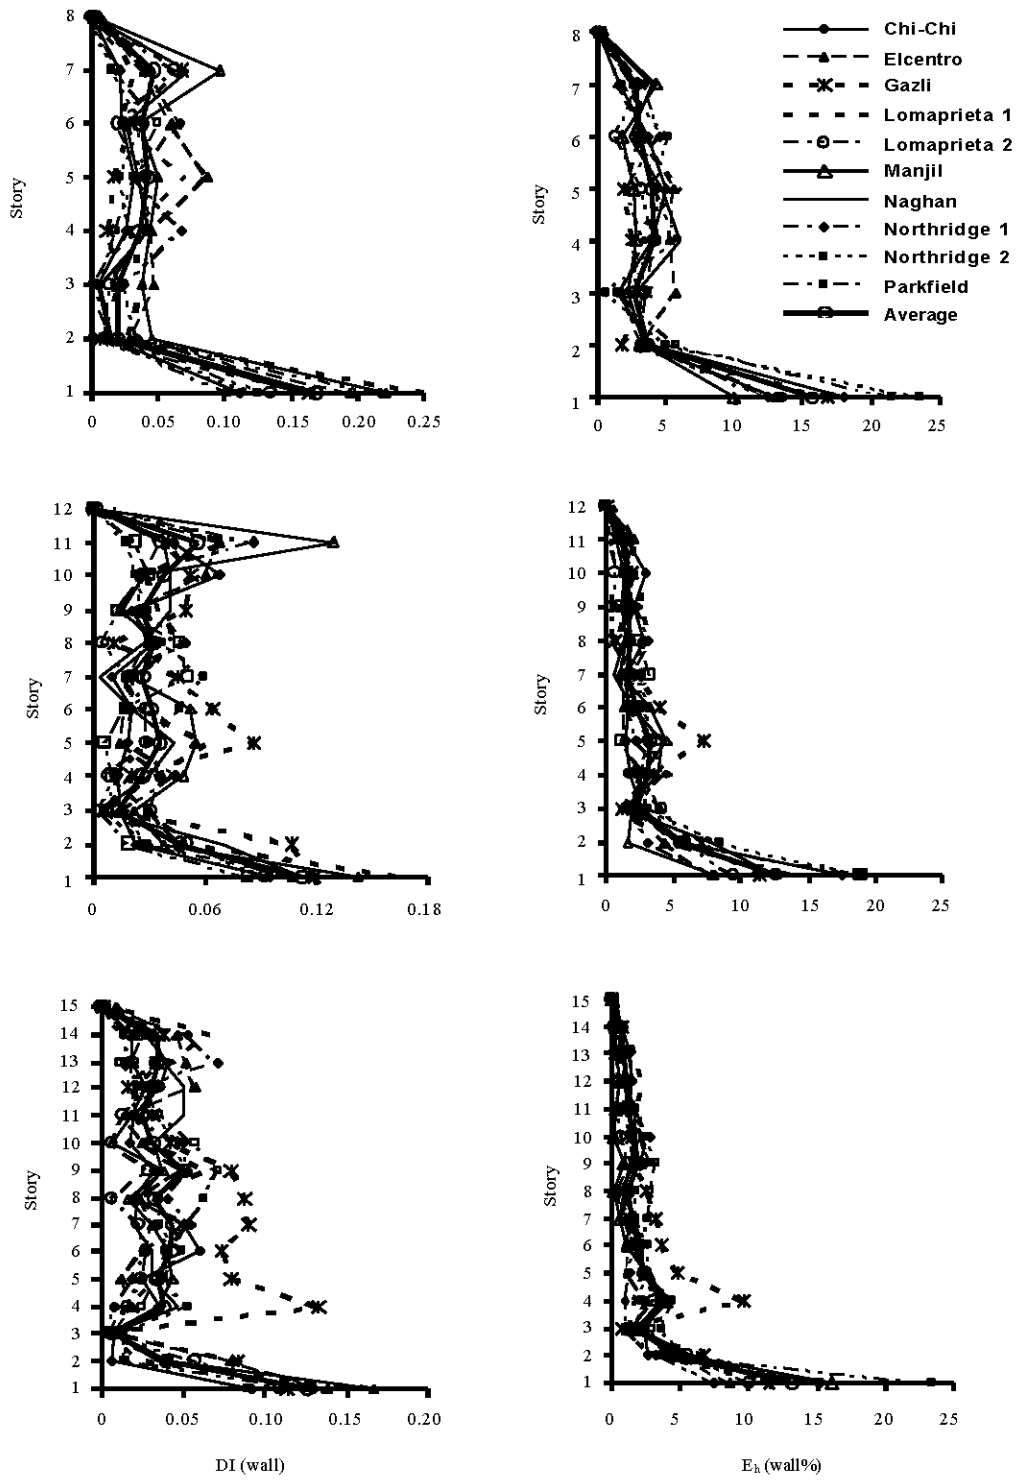 8
7
6
5
4
3
2
1
Story
0 0.05 0.10 0.15 0.20 0.25
8
7
6
5
4
3
2
1
Story
0 5 10 15 20 25
Chi-Chi
Elcentro
Gazli
Lomaprieta 1
Lomaprieta 2
Manjil
Naghan
Northridge 1
Northridge 2
Parkfield
Average
12
11
10
9
8
7
6
5
4
3
2
1
Story
0 0.06 0.12 0.18
12
11
10
9
8
7
6
5
4
3
2
1
Story
0 5 10 15 20 25
15
14
13
12
11
10
9
8
7
6
5
4
3
2
1
Story
0 0.05 0.10 0.15 0.20
DI (wall)
15
14
13
12
11
10
9
8
7
6
5
4
3
2
1
Story
0 5 10 15 20 25
Eh (wall%)